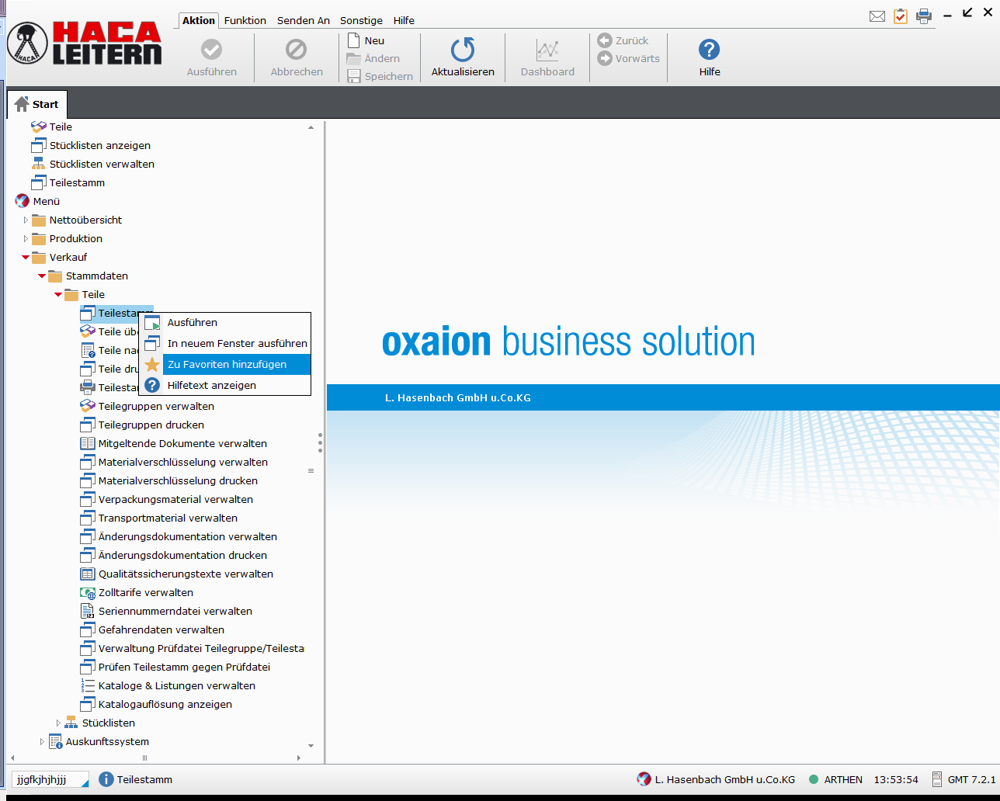 HACA
LEITERN
HACA
Aktion Funktion Senden An Sonstige Hilfe
Ausführen
Abbrechen
Neu
Ändern
Speichern
Aktualisieren
Dashboard
Zurück
Vorwärts
Hilfe
Start
Teile
Stücklisten anzeigen
Stücklisten verwalten
Teilestamm
Menü
Nettoübersicht
Produktion
Verkauf
Stammdaten
Teile
Teilestamm
Teile üb
Teile na
Teile dru
Teilesta
Ausführen
In neuem Fenster ausführen
Zu Favoriten hinzufügen
Hilfetext anzeigen
Teilegruppen verwalten
Teilegruppen drucken
Mitgeltende Dokumente verwalten
Materialverschlüsselung verwalten
Materialverschlüsselung drucken
Verpackungsmaterial verwalten
Transportmaterial verwalten
Änderungsdokumentation verwalten
Änderungsdokumentation drucken
Qualitätssicherungstexte verwalten
Zolltarife verwalten
Seriennummerndatei verwalten
Gefahrendaten verwalten
Verwaltung Prüfdatei Teilegruppe/Teilesta
Prüfen Teilestamm gegen Prüfdatei
Kataloge & Listungen verwalten
Katalogauflösung anzeigen
Stücklisten
Auskunftssystem
oxaion business solution
L. Hasenbach GmbH u.Co.KG
jjgfkjhjhjjj
Teilestamm
L. Hasenbach GmbH u.Co.KG
ARTHEN
13:53:54
GMT 7.2.1